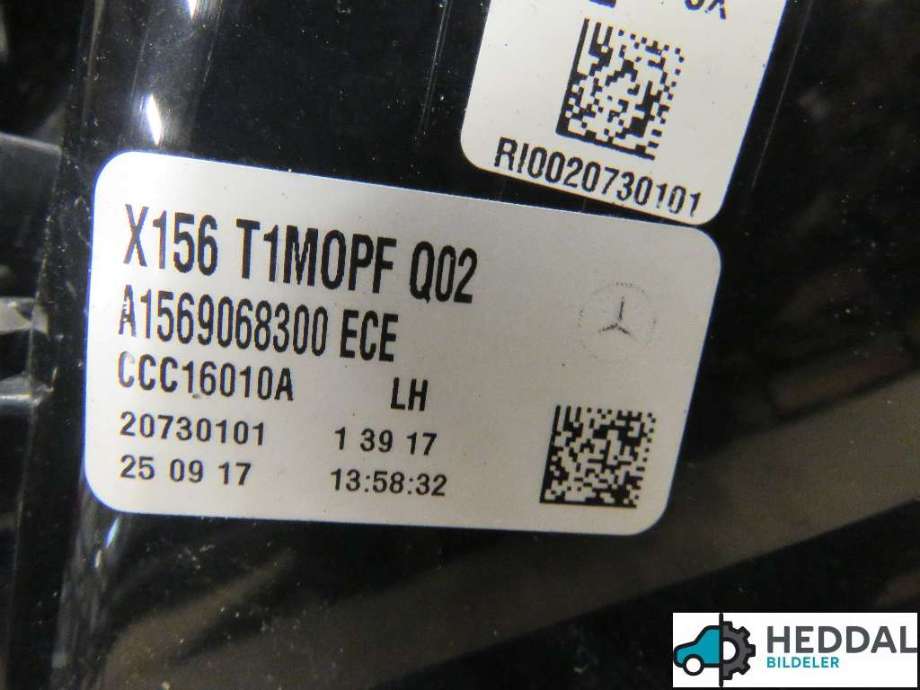 RI0020730101
X156 T1MOPF Q02
A1569068300 ECE
CCC16010A LH
20730101 1 39 17
25 09 17 13:58:32
HEDDAL
BILDELER